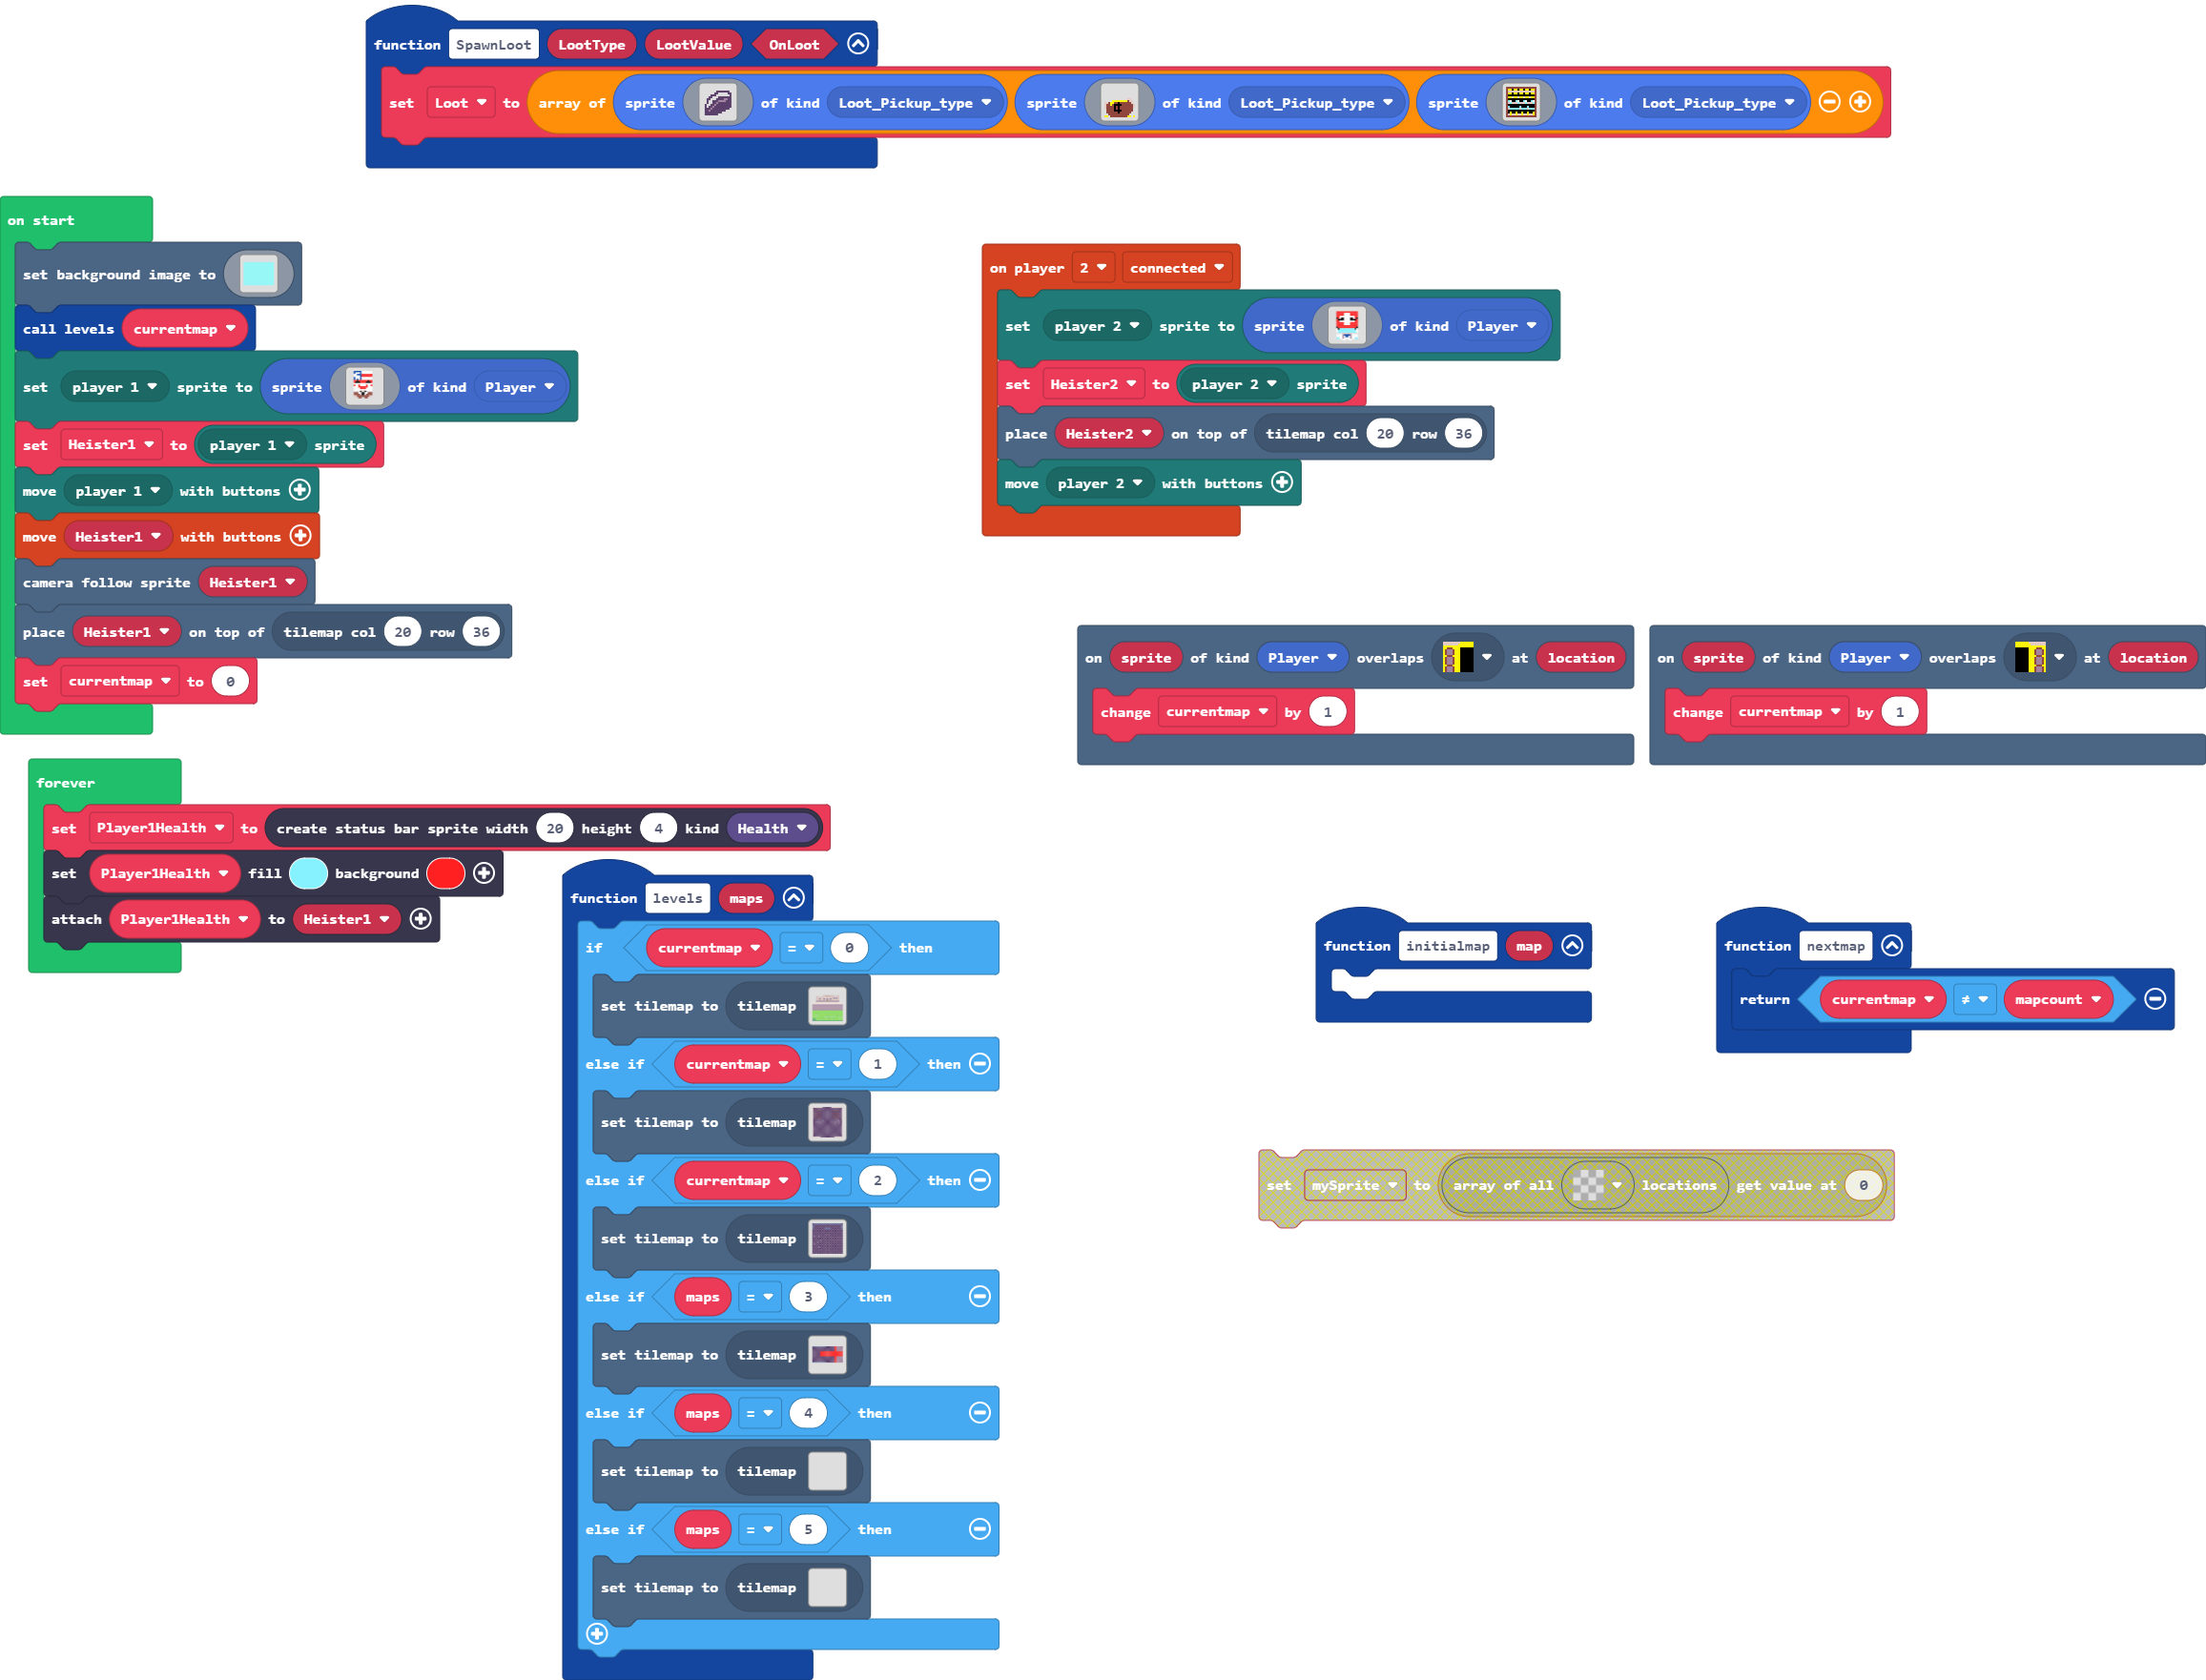 function SpawnLoot LootType LootValue OnLoot
set Loot to array of sprite of kind Loot_Pickup_type sprite of kind Loot_Pickup_type sprite of kind Loot_Pickup_type
on start
set background image to
call levels currentmap
set player 1 sprite to sprite of kind Player
set Heister1 to player 1 sprite
move player 1 with buttons
move Heister1 with buttons
camera follow sprite Heister1
place Heister1 on top of tilemap col 20 row 36
set currentmap to 0
on player 2 connected
set player 2 sprite to sprite of kind Player
set Heister2 to player 2 sprite
place Heister2 on top of tilemap col 20 row 36
move player 2 with buttons
on sprite of kind Player overlaps at location
change currentmap by 1
on sprite of kind Player overlaps at location
change currentmap by 1
forever
set Player1Health to create status bar sprite width 20 height 4 kind Health
set Player1Health fill background
attach Player1Health to Heister1
function levels maps
if currentmap = 0 then
set tilemap to tilemap
else if currentmap = 1 then
set tilemap to tilemap
else if currentmap = 2 then
set tilemap to tilemap
else if maps = 3 then
set tilemap to tilemap
else if maps = 4 then
set tilemap to tilemap
else if maps = 5 then
set tilemap to tilemap
function initialmap map
function nextmap
return currentmap ≠ mapcount
set mySprite to array of all locations get value at 0